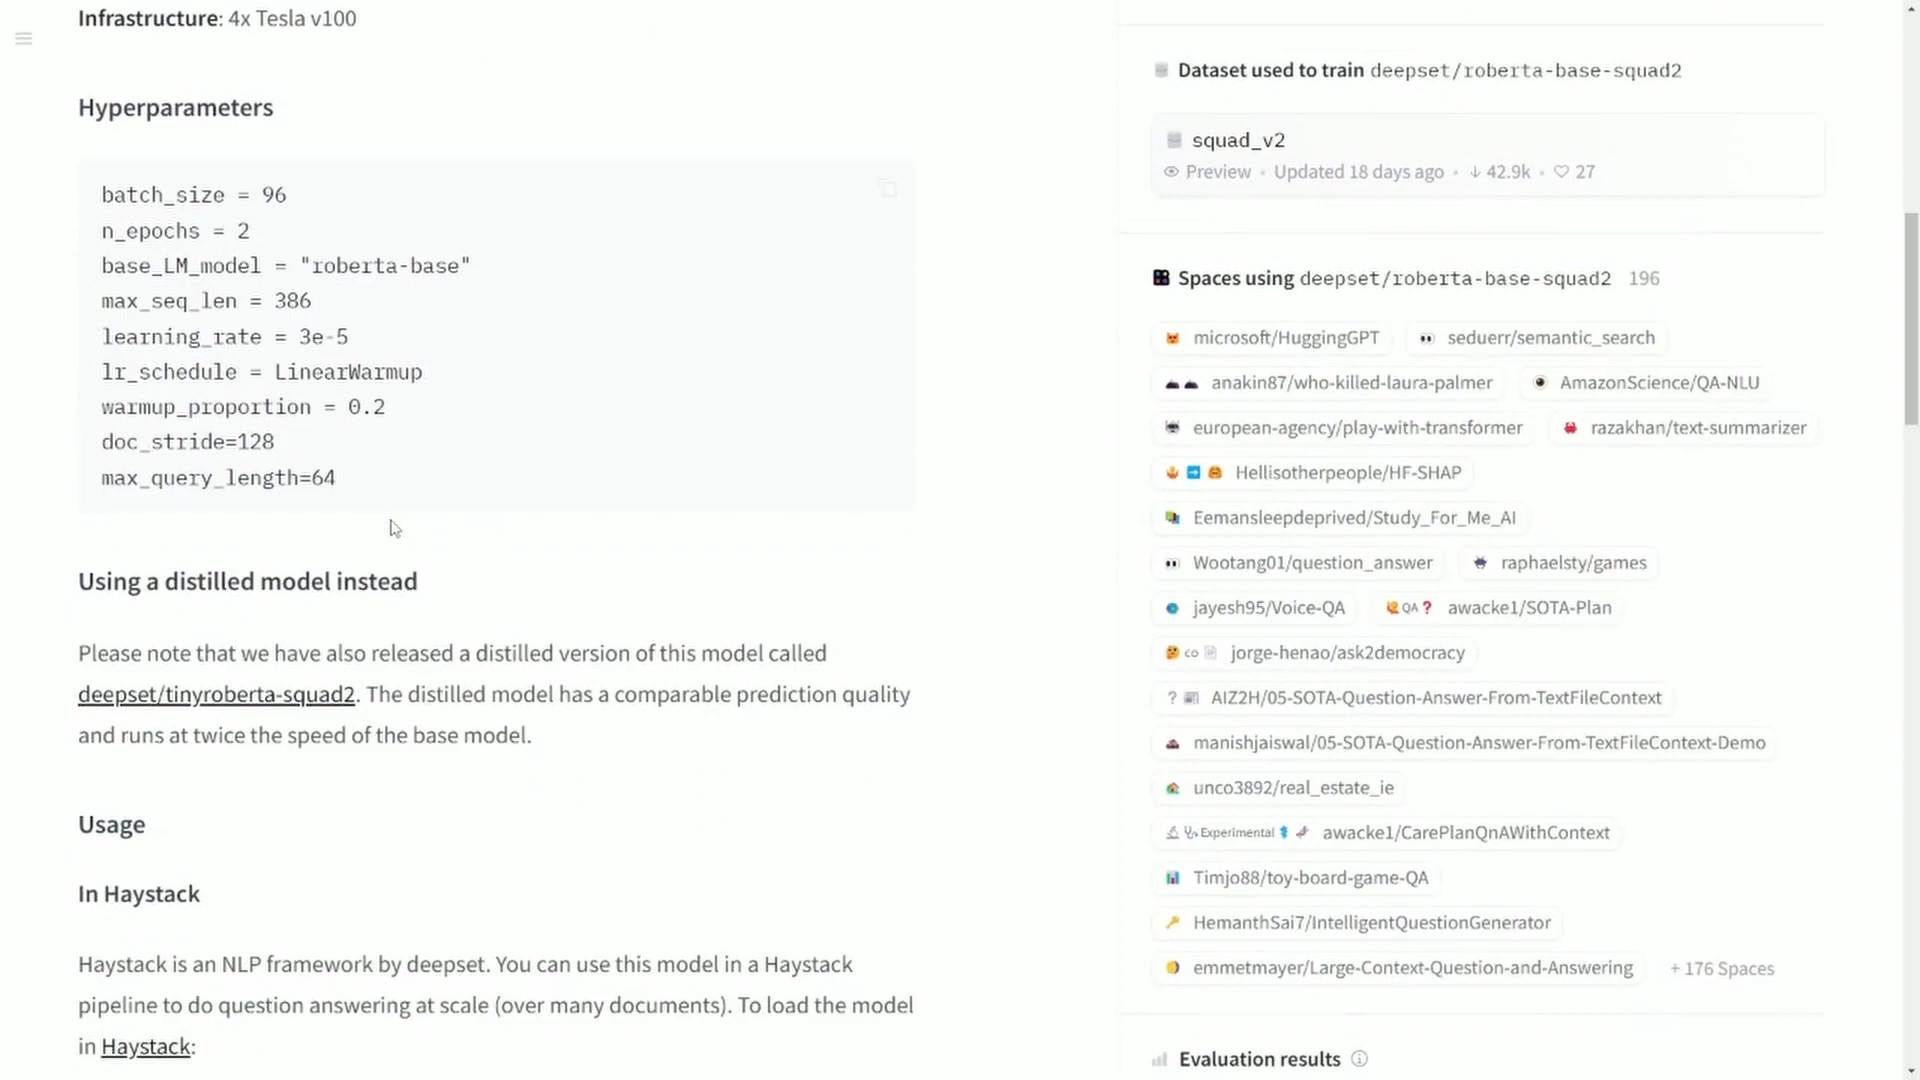 Infrastructure: 4x Tesla v100
Hyperparameters
batch_size = 96
n_epochs = 2
base_LM_model = "roberta-base"
max_seq_len = 386
learning_rate = 3e-5
lr_schedule = LinearWarmup
warmup_proportion = 0.2
doc_stride=128
max_query_length=64
Using a distilled model instead
Please note that we have also released a distilled version of this model called
deepset/tinyroberta-squad2. The distilled model has a comparable prediction quality
and runs at twice the speed of the base model.
Usage
In Haystack
Haystack is an NLP framework by deepset. You can use this model in a Haystack
pipeline to do question answering at scale (over many documents). To load the model
in Haystack:
Dataset used to train deepset/roberta-base-squad2
squad_v2
Preview • Updated 18 days ago • ↓ 42.9k • ♡ 27
Spaces using deepset/roberta-base-squad2 196
microsoft/HuggingGPT seduerr/semantic_search
anakin87/who-killed-laura-palmer AmazonScience/QA-NLU
european-agency/play-with-transformer razakhan/text-summarizer
Hellisotherpeople/HF-SHAP
Eemansleepdeprived/Study_For_Me_AI
Wootang01/question_answer raphaelsty/games
jayesh95/Voice-QA QA❓ awacke1/SOTA-Plan
co jorge-henao/ask2democracy
? AIZ2H/05-SOTA-Question-Answer-From-TextFileContext
manishjaiswal/05-SOTA-Question-Answer-From-TextFileContext-Demo
unco3892/real_estate_ie
Experimental awacke1/CarePlanQnAWithContext
Timjo88/toy-board-game-QA
HemanthSai7/IntelligentQuestionGenerator
emmetmayer/Large-Context-Question-and-Answering + 176 Spaces
Evaluation results